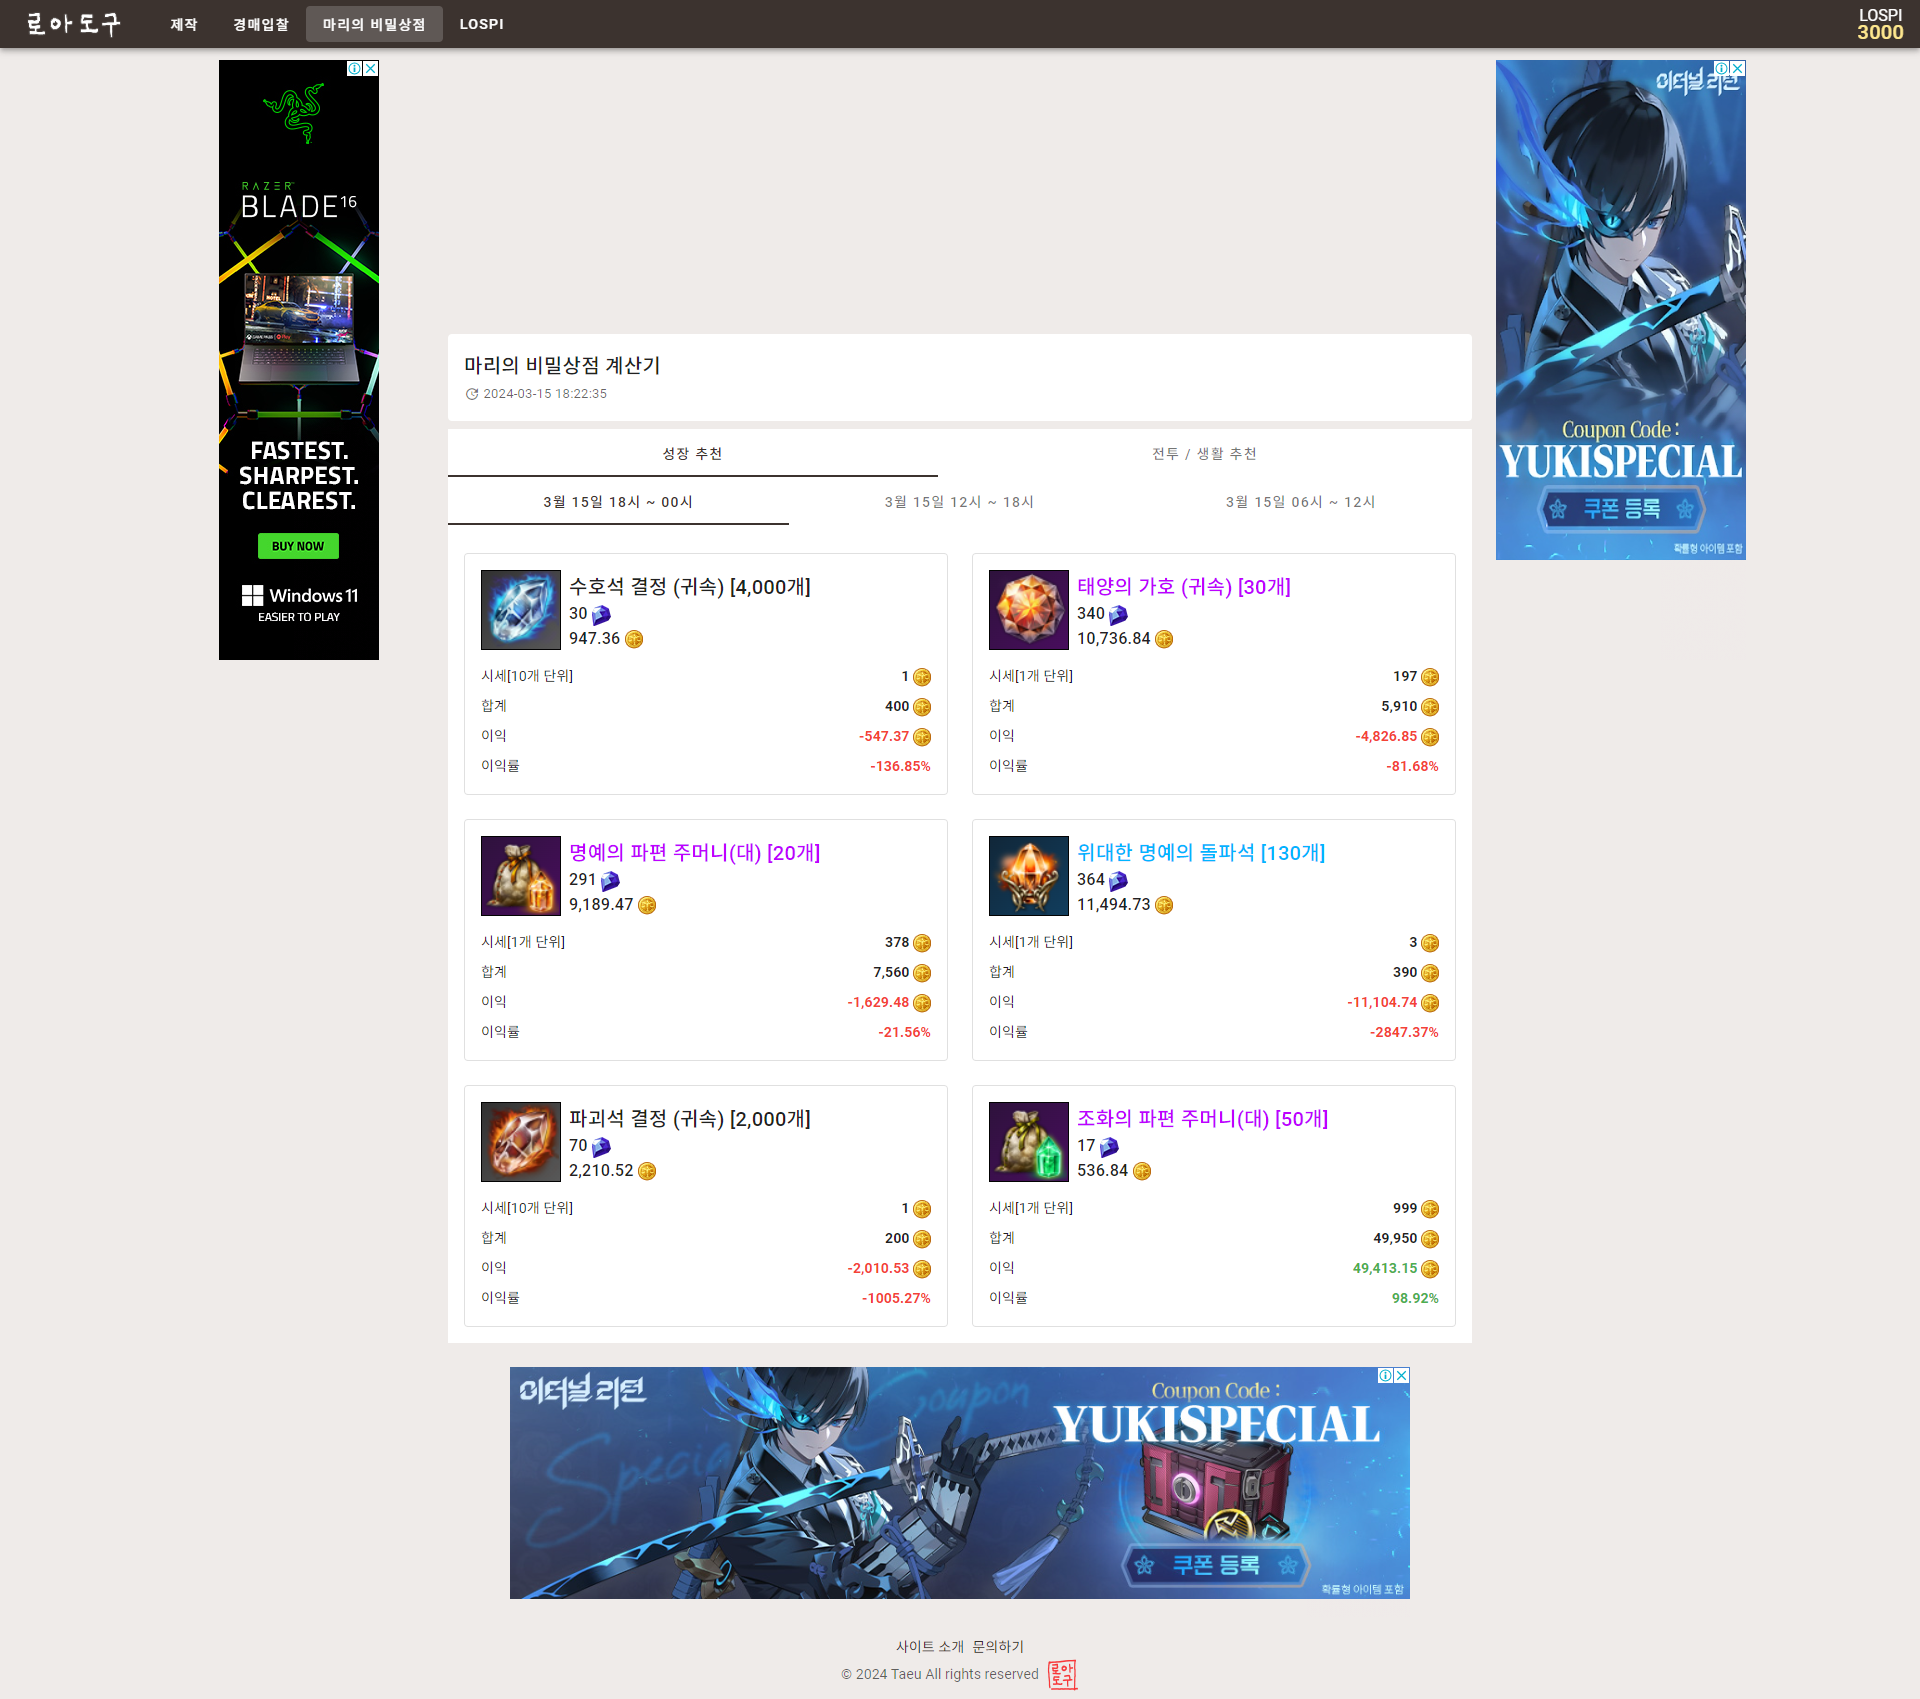 로아도구
제작
경매입찰
마리의 비밀상점
LOSPI
LOSPI
3000
RAZER
BLADE 16
FASTEST.
SHARPEST.
CLEAREST.
BUY NOW
Windows 11
EASIER TO PLAY
이터널 리턴
Coupon Code :
YUKISPECIAL
쿠폰 등록
확률형 아이템 포함
마리의 비밀상점 계산기
2024-03-15 18:22:35
성장 추천
전투 / 생활 추천
3월 15일 18시 ~ 00시
3월 15일 12시 ~ 18시
3월 15일 06시 ~ 12시
수호석 결정 (귀속) [4,000개]
30
947.36
시세[10개 단위] 1
합계 400
이익 -547.37
이익률 -136.85%
태양의 가호 (귀속) [30개]
340
10,736.84
시세[1개 단위] 197
합계 5,910
이익 -4,826.85
이익률 -81.68%
명예의 파편 주머니(대) [20개]
291
9,189.47
시세[1개 단위] 378
합계 7,560
이익 -1,629.48
이익률 -21.56%
위대한 명예의 돌파석 [130개]
364
11,494.73
시세[1개 단위] 3
합계 390
이익 -11,104.74
이익률 -2847.37%
파괴석 결정 (귀속) [2,000개]
70
2,210.52
시세[10개 단위] 1
합계 200
이익 -2,010.53
이익률 -1005.27%
조화의 파편 주머니(대) [50개]
17
536.84
시세[1개 단위] 999
합계 49,950
이익 49,413.15
이익률 98.92%
이터널 리턴
Special Coupon
Coupon Code :
YUKISPECIAL
쿠폰 등록
확률형 아이템 포함
사이트 소개 문의하기
© 2024 Taeu All rights reserved
로아
도구